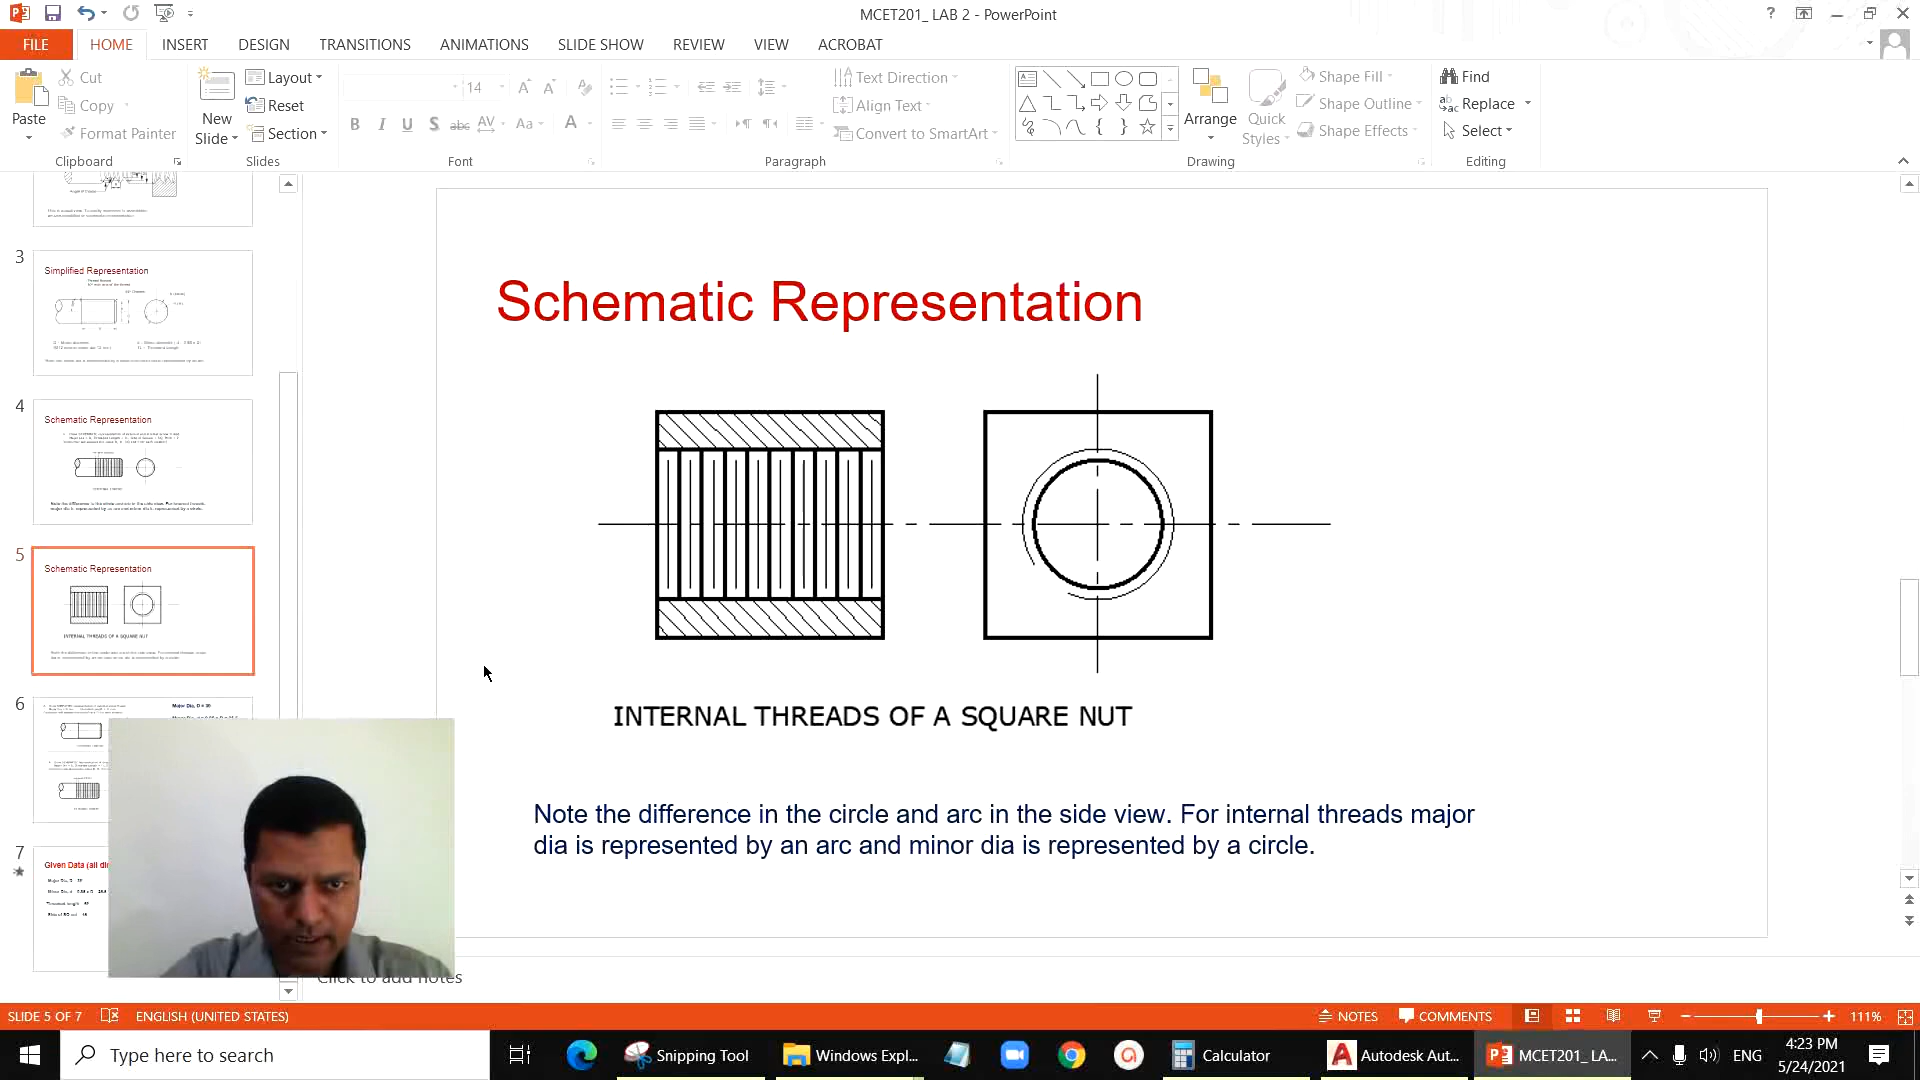 MCET201_ LAB 2 - PowerPoint
FILE
HOME
INSERT
DESIGN
TRANSITIONS
ANIMATIONS
SLIDE SHOW
REVIEW
VIEW
ACROBAT
Paste
Cut
Copy
Format Painter
Clipboard
New
Slide
Layout
Reset
Section
Slides
14
Font
Text Direction
Align Text
Convert to SmartArt
Paragraph
Arrange
Quick
Styles
Shape Fill
Shape Outline
Shape Effects
Drawing
Find
Replace
Select
Editing
3
Simplified Representation
4
Schematic Representation
5
Schematic Representation
INTERNAL THREADS OF A SQUARE NUT
6
7
Schematic Representation
INTERNAL THREADS OF A SQUARE NUT
Note the difference in the circle and arc in the side view. For internal threads major
dia is represented by an arc and minor dia is represented by a circle.
Click to add notes
SLIDE 5 OF 7
ENGLISH (UNITED STATES)
NOTES
COMMENTS
111%
Type here to search
Snipping Tool
Windows Expl...
Calculator
Autodesk Aut...
MCET201_ LA...
ENG
4:23 PM
5/24/2021